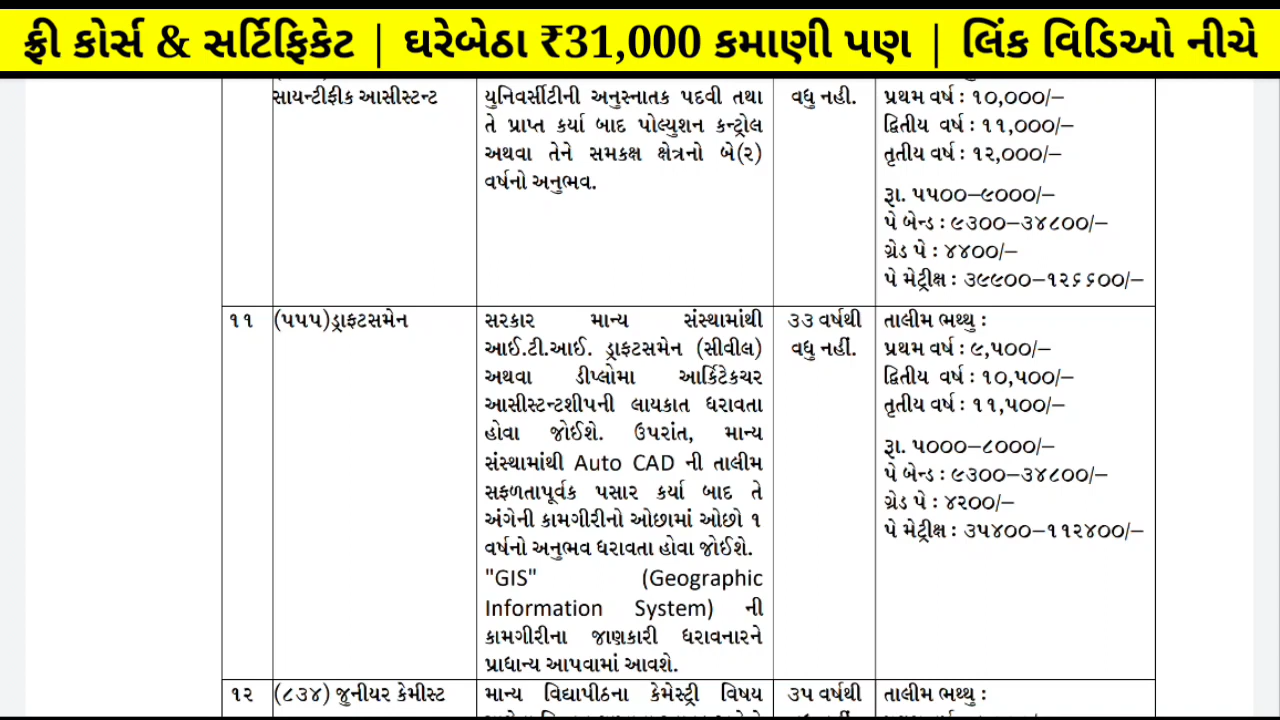 ફ્રી કોર્સ & સર્ટિફિકેટ | ઘરેબેઠા ₹31,000 કમાણી પણ | લિંક વિડિઓ નીચે
સાયન્ટીફીક આસીસ્ટન્ટ
યુનિવર્સીટીની અનુસ્નાતક પદવી તથા
તે પ્રાપ્ત કર્યા બાદ પોલ્યુશન કન્ટ્રોલ
અથવા તેને સમકક્ષ ક્ષેત્રનો બે(૨)
વર્ષનો અનુભવ.
વધુ નહી.
પ્રથમ વર્ષ : ૧૦,૦૦૦/–
દ્વિતીય વર્ષ : ૧૧,૦૦૦/–
તૃતીય વર્ષ : ૧૨,૦૦૦/–
રૂા. ૫૫૦૦–૯૦૦૦/–
પે બેન્ડ : ૯૩૦૦–૩૪૮૦૦/–
ગ્રેડ પે : ૪૪૦૦/–
પે મેટ્રીક્ષ : ૩૯૯૦૦–૧૨૬૬૦૦/–
૧૧
(૫૫૫)ડ્રાફટસમેન
સરકાર માન્ય સંસ્થામાંથી
આઈ.ટી.આઈ. ડ્રાફટસમેન (સીવીલ)
અથવા ડીપ્લોમા આર્કિટેકચર
આસીસ્ટન્ટશીપની લાયકાત ધરાવતા
હોવા જોઈશે. ઉપરાંત, માન્ય
સંસ્થામાંથી Auto CAD ની તાલીમ
સફળતાપૂર્વક પસાર કર્યા બાદ તે
અંગેની કામગીરીનો ઓછામાં ઓછો ૧
વર્ષનો અનુભવ ધરાવતા હોવા જોઈશે.
"GIS" (Geographic
Information System) ની
કામગીરીના જાણકારી ધરાવનારને
પ્રાધાન્ય આપવામાં આવશે.
૩૩ વર્ષથી
વધુ નહીં.
તાલીમ ભથ્થુ :
પ્રથમ વર્ષ : ૯,૫૦૦/–
દ્વિતીય વર્ષ : ૧૦,૫૦૦/–
તૃતીય વર્ષ : ૧૧,૫૦૦/–
રૂા. ૫૦૦૦–૮૦૦૦/–
પે બેન્ડ : ૯૩૦૦–૩૪૮૦૦/–
ગ્રેડ પે : ૪૨૦૦/–
પે મેટ્રીક્ષ : ૩૫૪૦૦–૧૧૨૪૦૦/–
૧૨
(૮૩૪) જુનીયર કેમીસ્ટ
માન્ય વિદ્યાપીઠના કેમેસ્ટ્રી વિષય
૩૫ વર્ષથી
તાલીમ ભથ્થુ :